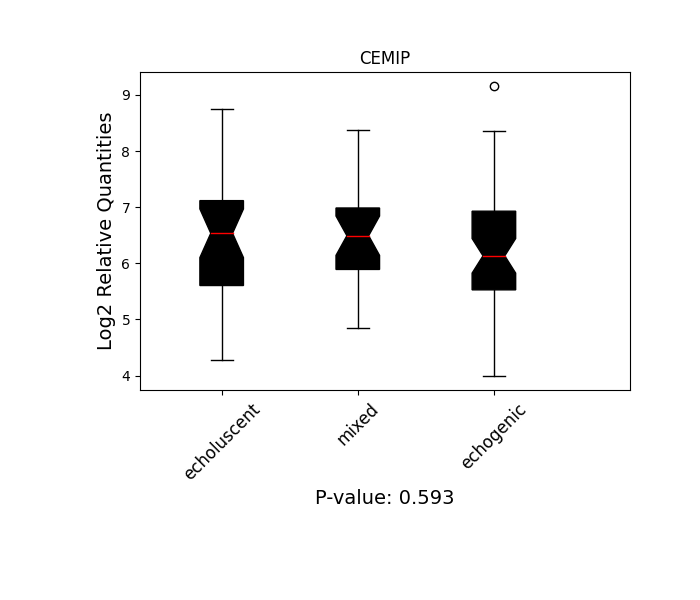 CEMIP
Log2 Relative Quantities
9
8
7
6
5
4
echoluscent
mixed
echogenic
P-value: 0.593